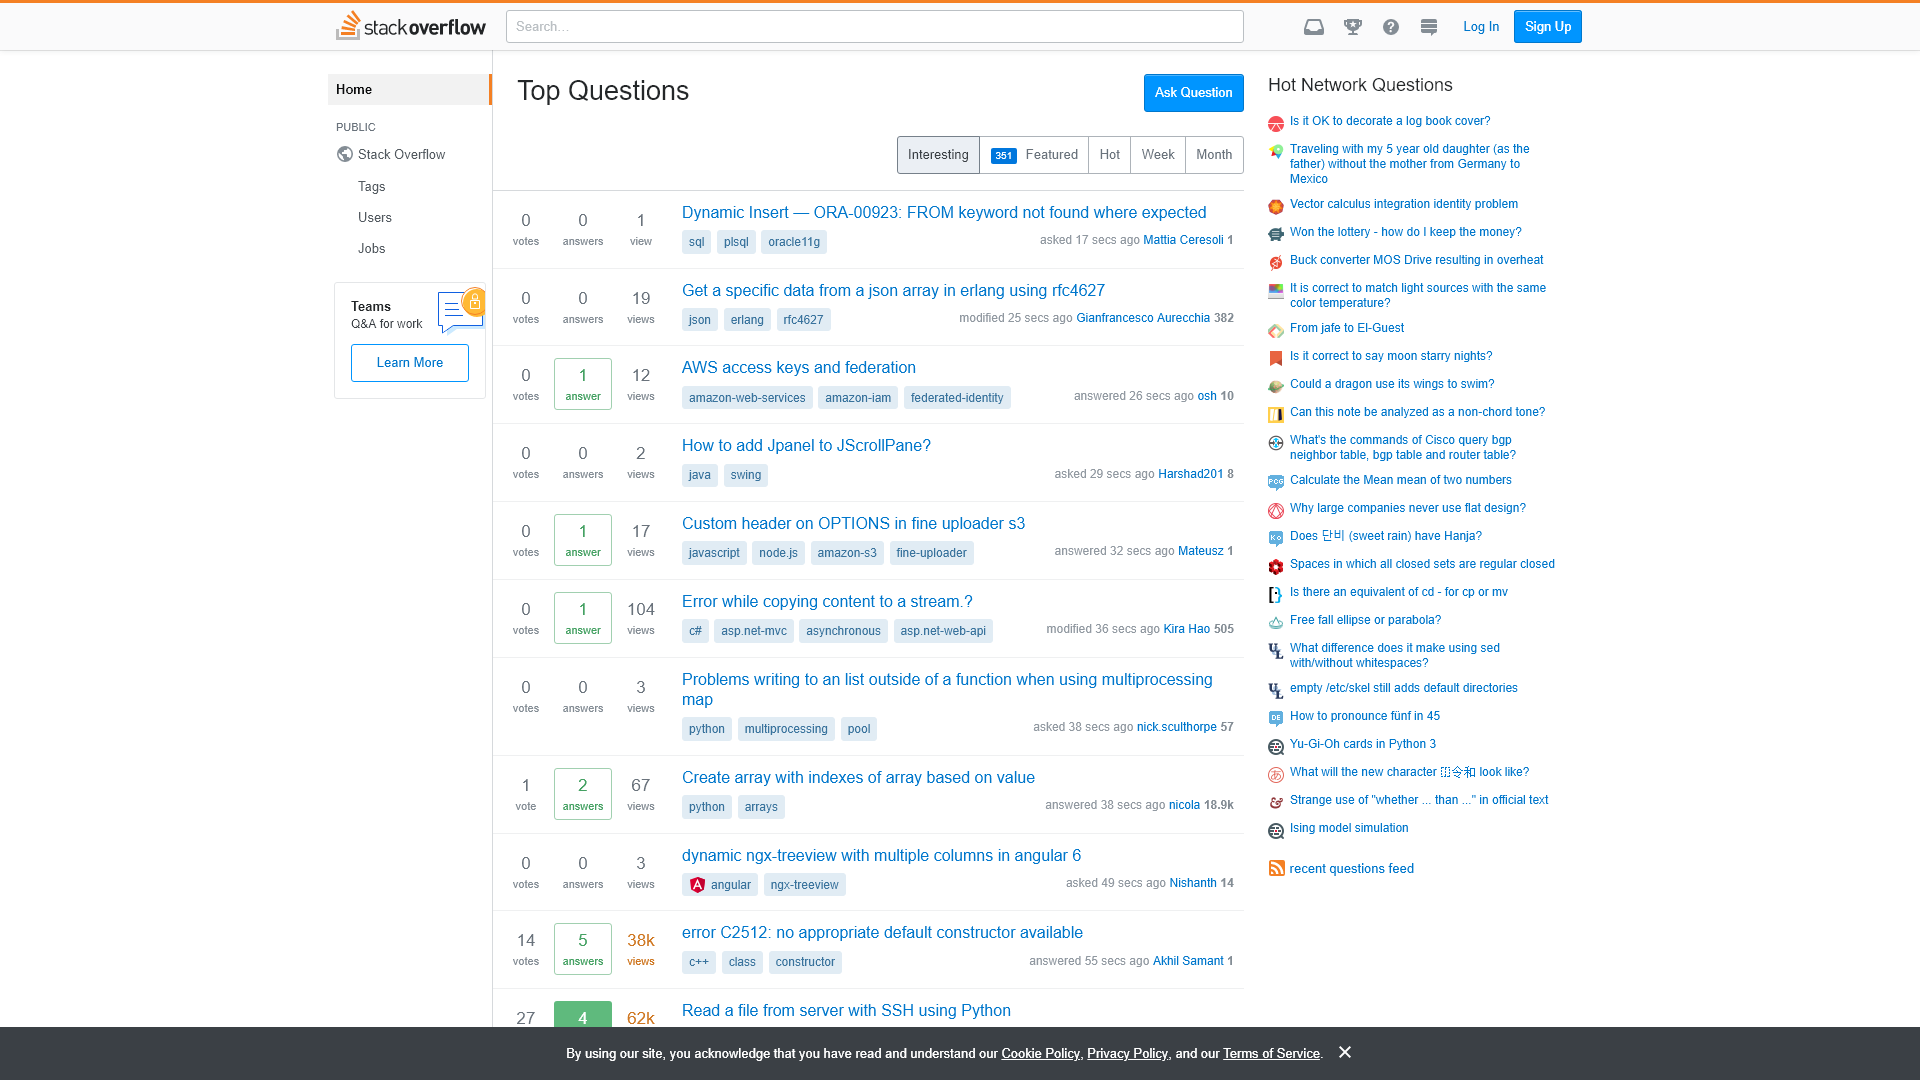 stackoverflow
Search...
Log In
Sign Up
Home
PUBLIC
Stack Overflow
Tags
Users
Jobs
Teams
Q&A for work
Learn More
Top Questions
Ask Question
Interesting
351 Featured
Hot
Week
Month
0 votes
0 answers
1 view
Dynamic Insert — ORA-00923: FROM keyword not found where expected
sql plsql oracle11g
asked 17 secs ago Mattia Ceresoli 1
0 votes
0 answers
19 views
Get a specific data from a json array in erlang using rfc4627
json erlang rfc4627
modified 25 secs ago Gianfrancesco Aurecchia 382
0 votes
1 answer
12 views
AWS access keys and federation
amazon-web-services amazon-iam federated-identity
answered 26 secs ago osh 10
0 votes
0 answers
2 views
How to add Jpanel to JScrollPane?
java swing
asked 29 secs ago Harshad201 8
0 votes
1 answer
17 views
Custom header on OPTIONS in fine uploader s3
javascript node.js amazon-s3 fine-uploader
answered 32 secs ago Mateusz 1
0 votes
1 answer
104 views
Error while copying content to a stream.?
c# asp.net-mvc asynchronous asp.net-web-api
modified 36 secs ago Kira Hao 505
0 votes
0 answers
3 views
Problems writing to an list outside of a function when using multiprocessing
map
python multiprocessing pool
asked 38 secs ago nick.sculthorpe 57
1 vote
2 answers
67 views
Create array with indexes of array based on value
python arrays
answered 38 secs ago nicola 18.9k
0 votes
0 answers
3 views
dynamic ngx-treeview with multiple columns in angular 6
angular ngx-treeview
asked 49 secs ago Nishanth 14
14 votes
5 answers
38k views
error C2512: no appropriate default constructor available
c++ class constructor
answered 55 secs ago Akhil Samant 1
27
4
62k
Read a file from server with SSH using Python
Hot Network Questions
Is it OK to decorate a log book cover?
Traveling with my 5 year old daughter (as the
father) without the mother from Germany to
Mexico
Vector calculus integration identity problem
Won the lottery - how do I keep the money?
Buck converter MOS Drive resulting in overheat
It is correct to match light sources with the same
color temperature?
From jafe to El-Guest
Is it correct to say moon starry nights?
Could a dragon use its wings to swim?
Can this note be analyzed as a non-chord tone?
What's the commands of Cisco query bgp
neighbor table, bgp table and router table?
Calculate the Mean mean of two numbers
Why large companies never use flat design?
Does 단비 (sweet rain) have Hanja?
Spaces in which all closed sets are regular closed
Is there an equivalent of cd - for cp or mv
Free fall ellipse or parabola?
What difference does it make using sed
with/without whitespaces?
empty /etc/skel still adds default directories
How to pronounce fünf in 45
Yu-Gi-Oh cards in Python 3
What will the new character ⿰令和 look like?
Strange use of "whether ... than ..." in official text
Ising model simulation
recent questions feed
By using our site, you acknowledge that you have read and understand our Cookie Policy, Privacy Policy, and our Terms of Service.